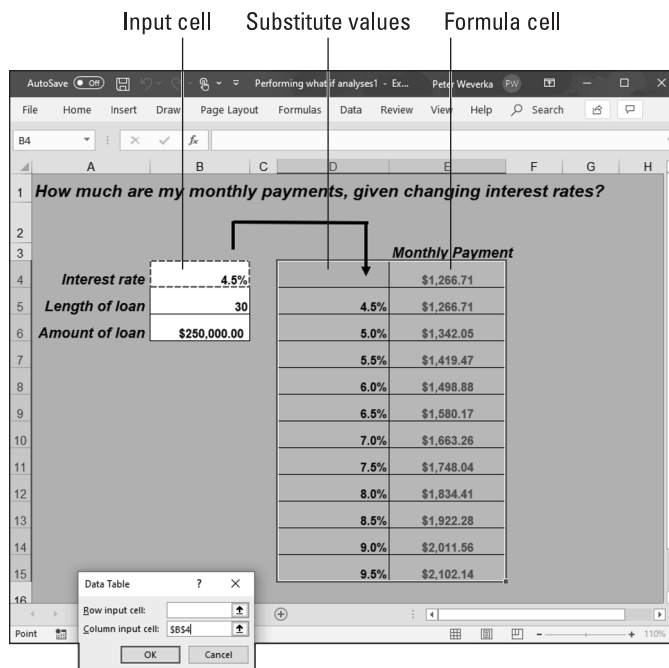 Input cell Substitute values Formula cell
AutoSave Off Performing what if analyses1 - Ex... Peter Weverka PW
File Home Insert Draw Page Layout Formulas Data Review View Help Search
B4 fx
A B C D E F G H
1 How much are my monthly payments, given changing interest rates?
2
3 Monthly Payment
4 Interest rate 4.5% $1,266.71
5 Length of loan 30 4.5% $1,266.71
6 Amount of loan $250,000.00 5.0% $1,342.05
7 5.5% $1,419.47
8 6.0% $1,498.88
9 6.5% $1,580.17
10 7.0% $1,663.26
11 7.5% $1,748.04
12 8.0% $1,834.41
13 8.5% $1,922.28
14 9.0% $2,011.56
15 9.5% $2,102.14
16
Data Table ? ×
Row input cell:
Column input cell: $B$4
OK Cancel
Point 110%